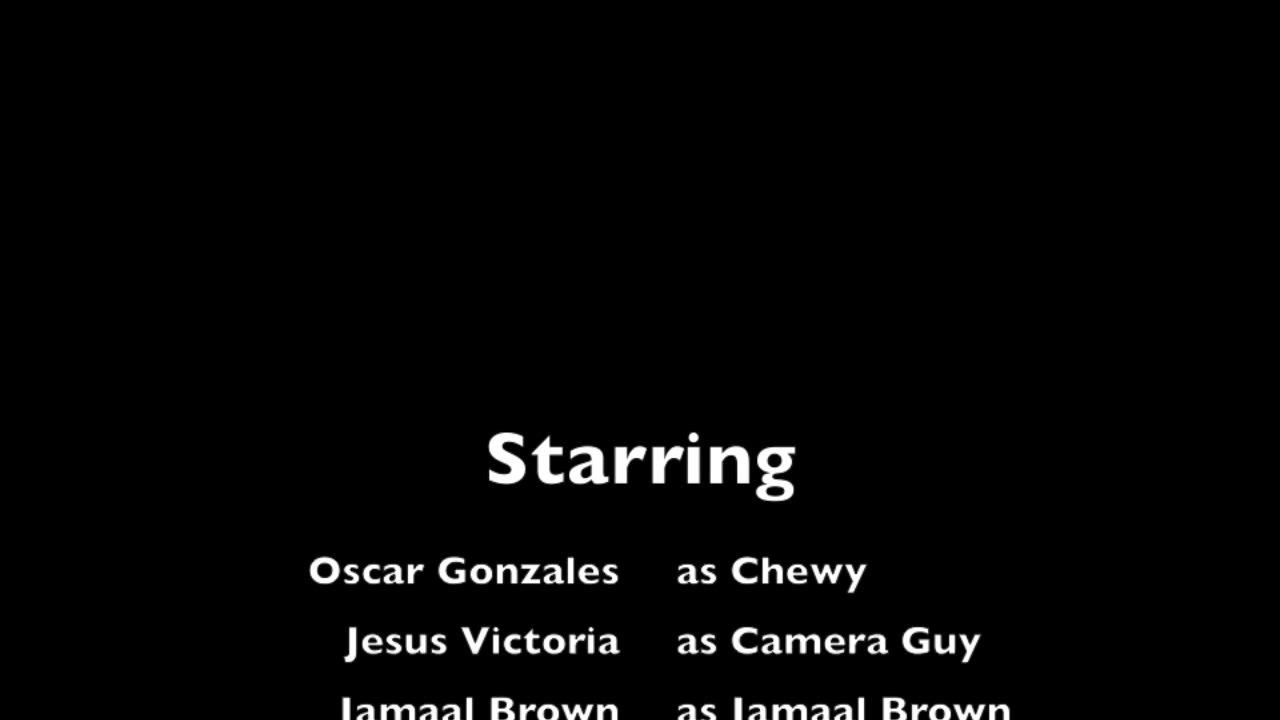 Starring
Oscar Gonzales as Chewy
Jesus Victoria as Camera Guy
Jamaal Brown as Jamaal Brown